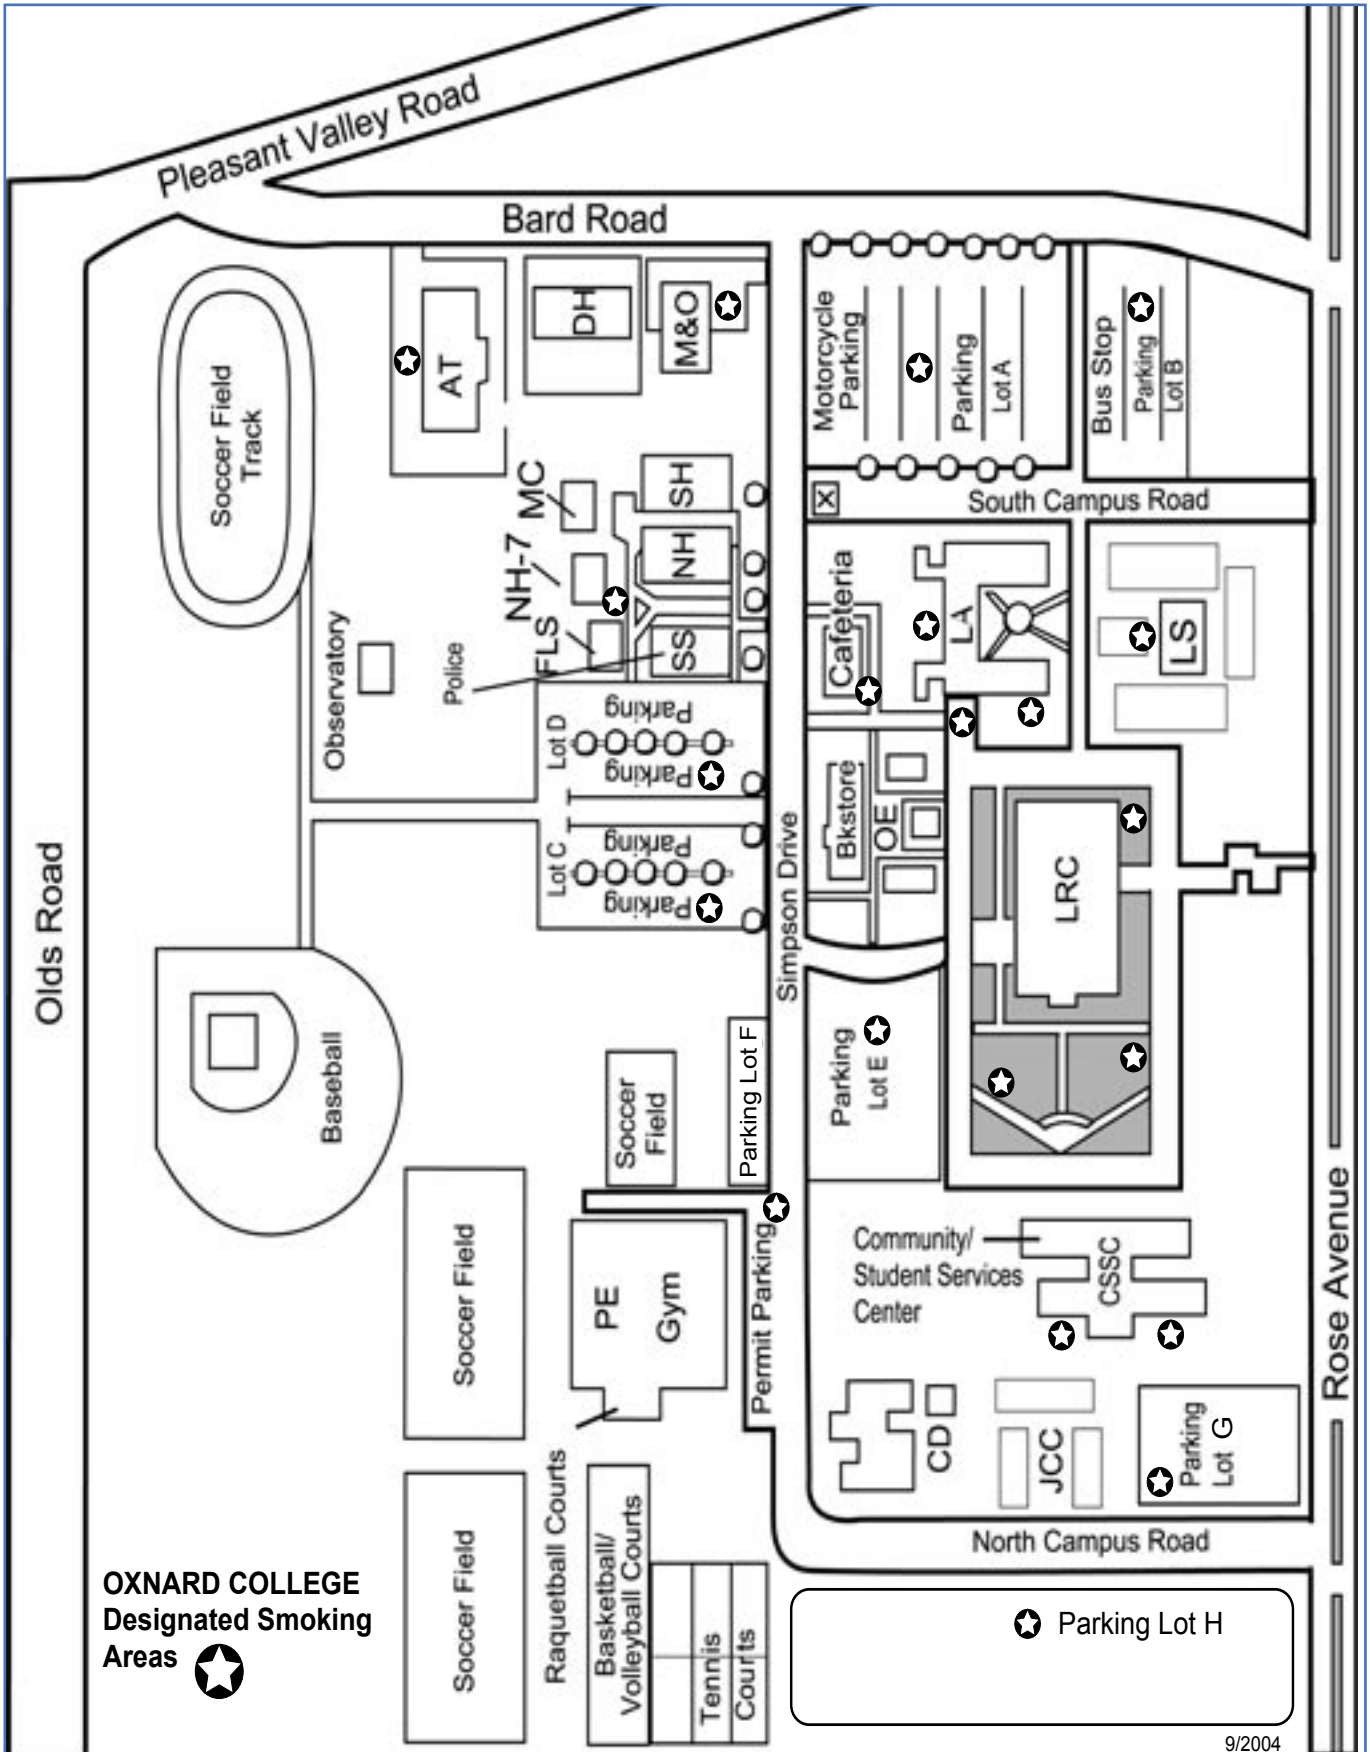 Pleasant Valley Road
Bard Road
DH
M&O
AT
Motorcycle
Parking
Parking
Lot A
Bus Stop
Parking
Lot B
Soccer Field
Track
MC
SH
X
South Campus Road
NH-7
NH
Cafeteria
LA
LS
FLS
SS
Observatory
Police
Parking
Lot D
Parking
Bkstore
OE
LRC
Parking
Lot C
Parking
Simpson Drive
Olds Road
Baseball
Soccer
Field
Parking Lot F
Parking
Lot E
Rose Avenue
Soccer Field
PE
Gym
Permit Parking
Community/
Student Services
Center
CSSC
CD
JCC
Parking
Lot G
North Campus Road
Raquetball Courts
Soccer Field
Basketball/
Volleyball Courts
Tennis
Courts
OXNARD COLLEGE
Designated Smoking
Areas
Parking Lot H
9/2004